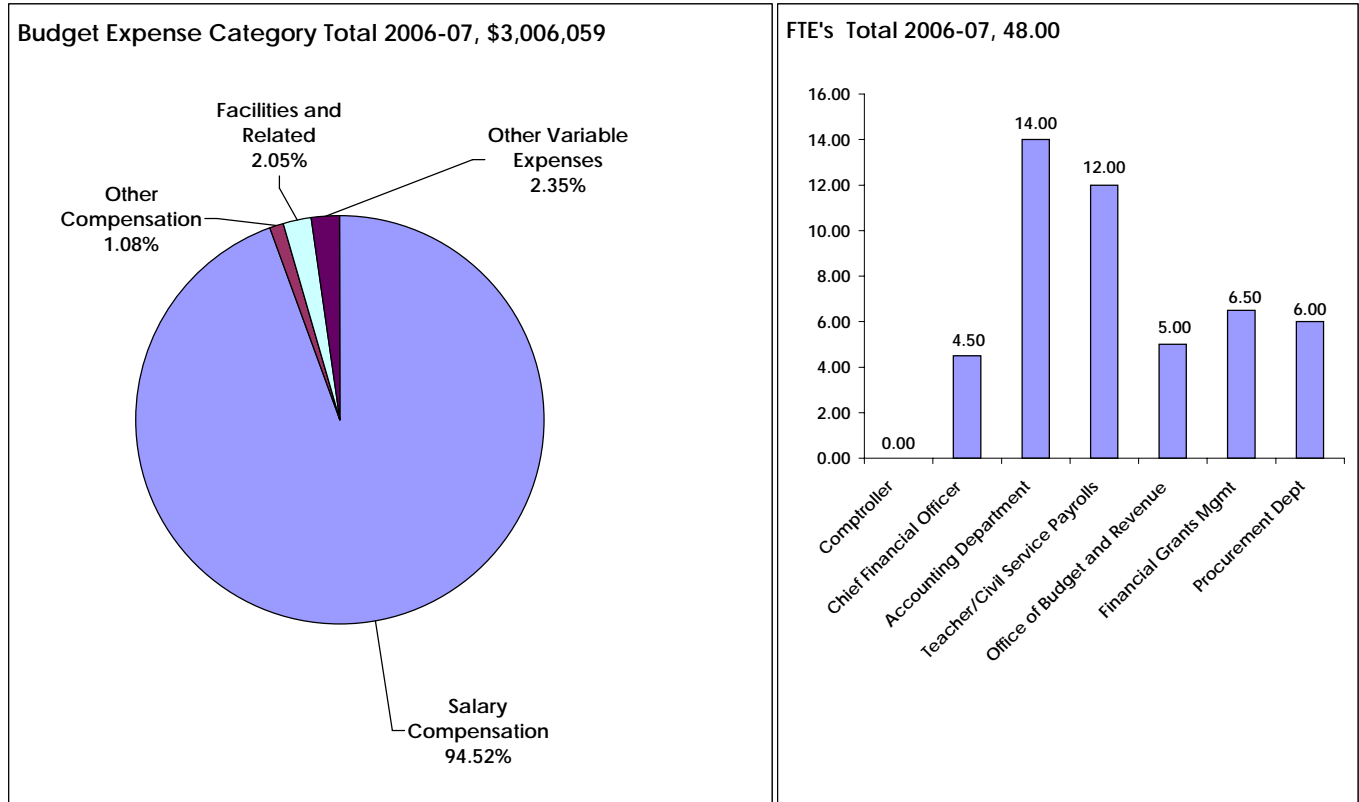 Budget Expense Category Total 2006-07, $3,006,059
Facilities and
Related
2.05%
Other Variable
Expenses
2.35%
Other
Compensation
1.08%
Salary
Compensation
94.52%
FTE's Total 2006-07, 48.00
16.00
14.00
12.00
10.00
8.00
6.00
4.00
2.00
0.00
0.00
4.50
14.00
12.00
5.00
6.50
6.00
Comptroller
Chief Financial Officer
Accounting Department
Teacher/Civil Service Payrolls
Office of Budget and Revenue
Financial Grants Mgmt
Procurement Dept